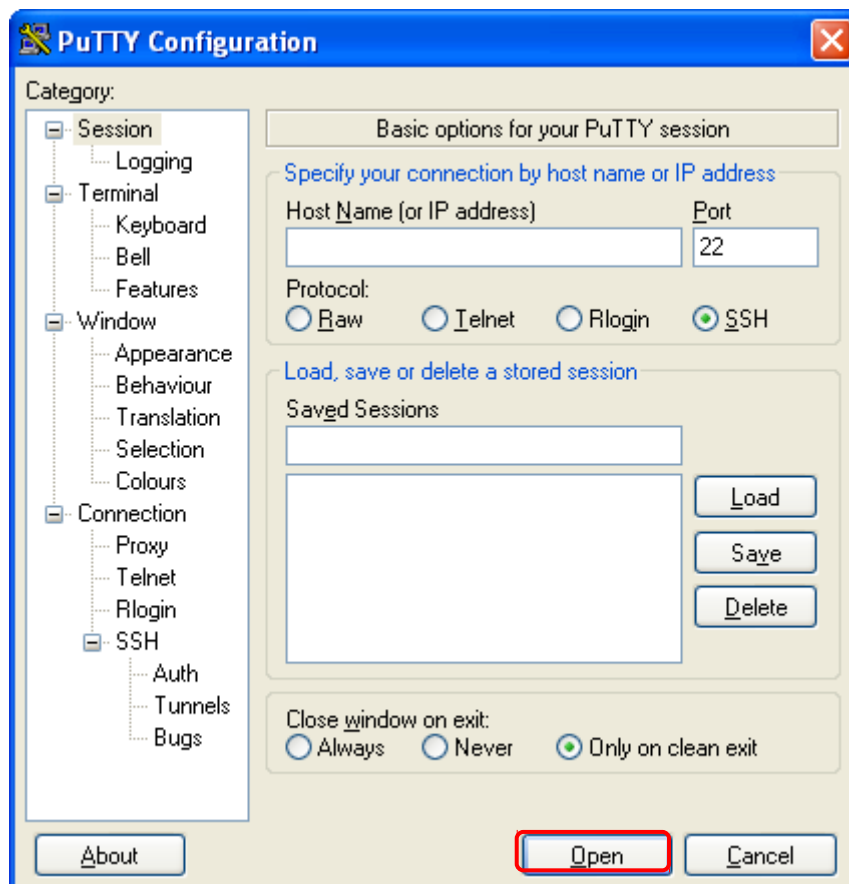 PuTTY Configuration
Category:
Session
Logging
Terminal
Keyboard
Bell
Features
Window
Appearance
Behaviour
Translation
Selection
Colours
Connection
Proxy
Telnet
Rlogin
SSH
Auth
Tunnels
Bugs
Basic options for your PuTTY session
Specify your connection by host name or IP address
Host Name (or IP address) Port
22
Protocol:
Raw Telnet Rlogin SSH
Load, save or delete a stored session
Saved Sessions
Load
Save
Delete
Close window on exit:
Always Never Only on clean exit
About Open Cancel